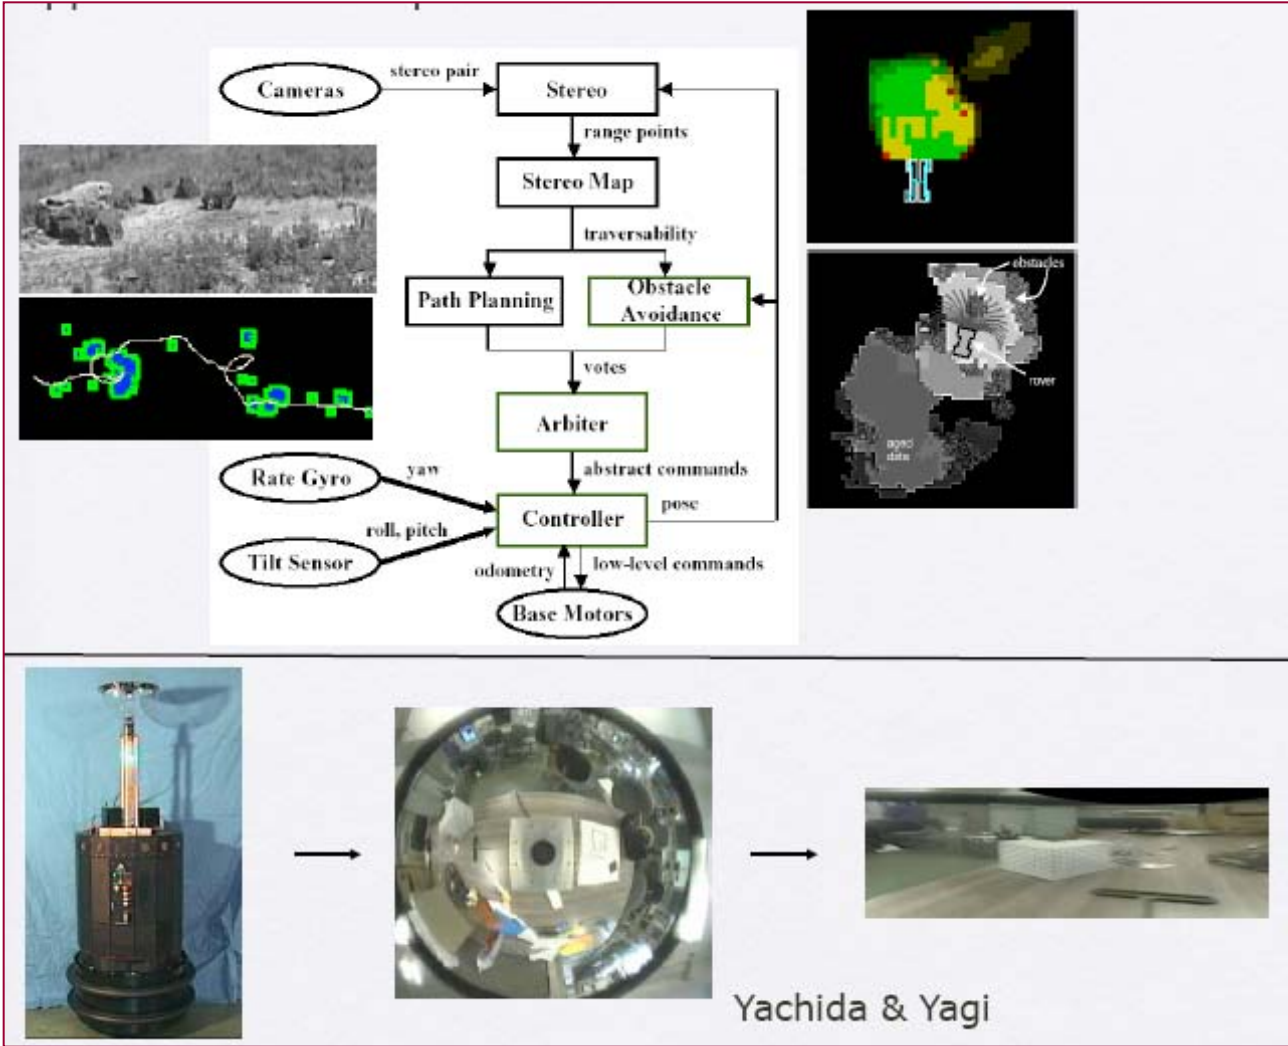 Cameras
stereo pair
Stereo
range points
Stereo Map
traversability
Path Planning
Obstacle
Avoidance
votes
Arbiter
Rate Gyro
yaw
abstract commands
Controller
pose
roll, pitch
Tilt Sensor
odometry
low-level commands
Base Motors
obstacles
rover
aged
data
Yachida & Yagi